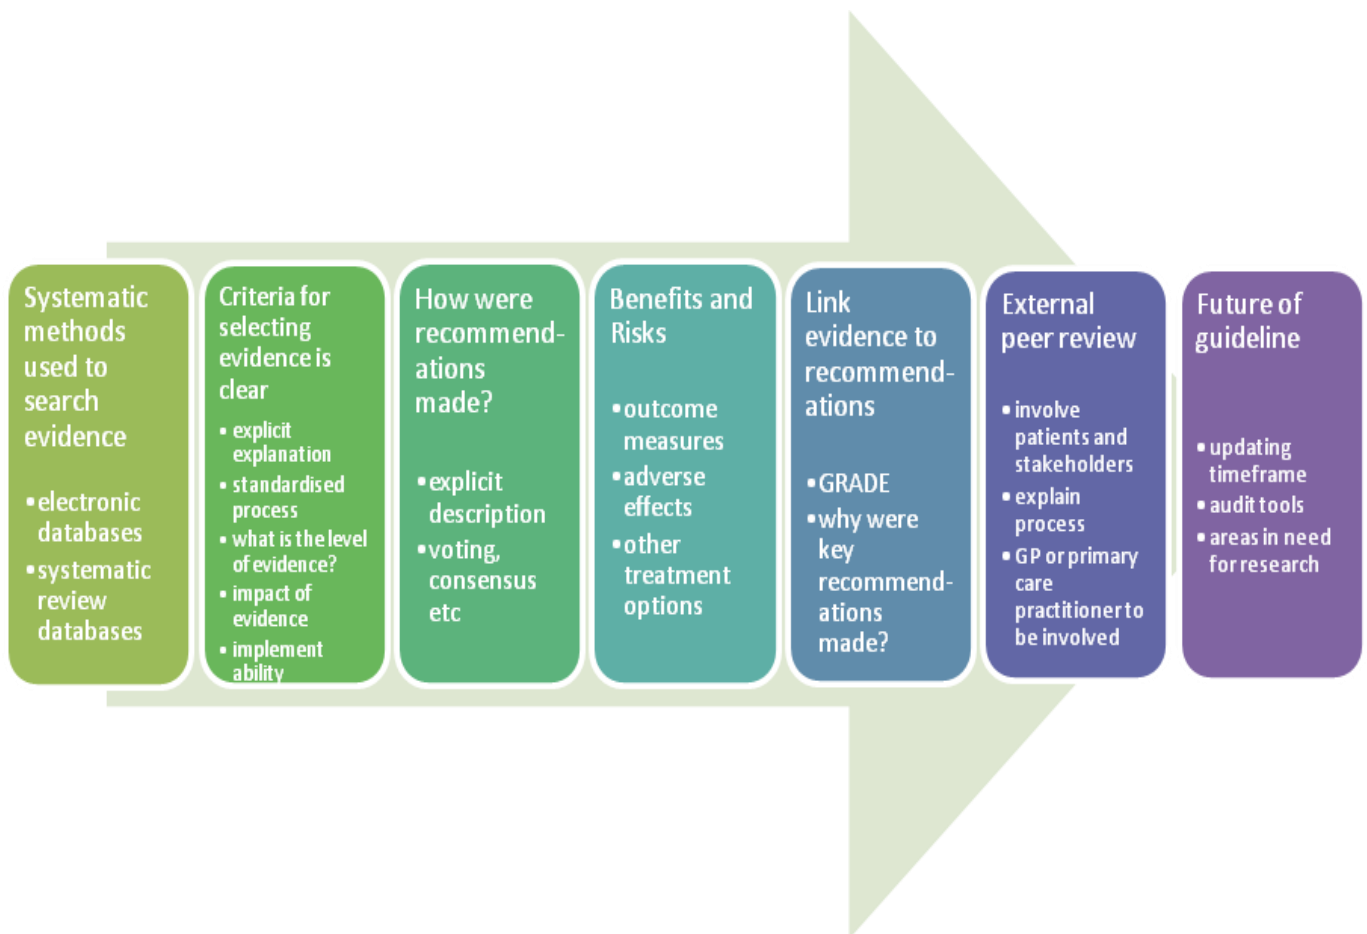 Systematic
methods
used to
search
evidence
•electronic
databases
•systematic
review
databases
Criteria for
selecting
evidence is
clear
• explicit
explanation
• standardised
process
• what is the level
of evidence?
• impact of
evidence
• implement
ability
How were
recommend-
ations
made?
•explicit
description
•voting,
consensus
etc
Benefits and
Risks
•outcome
measures
•adverse
effects
•other
treatment
options
Link
evidence to
recommend-
ations
•GRADE
•why were
key
recommend-
ations
made?
External
peer review
• involve
patients and
stakeholders
• explain
process
• GP or primary
care
practitioner to
be involved
Future of
guideline
• updating
timeframe
• audit tools
• areas in need
for research